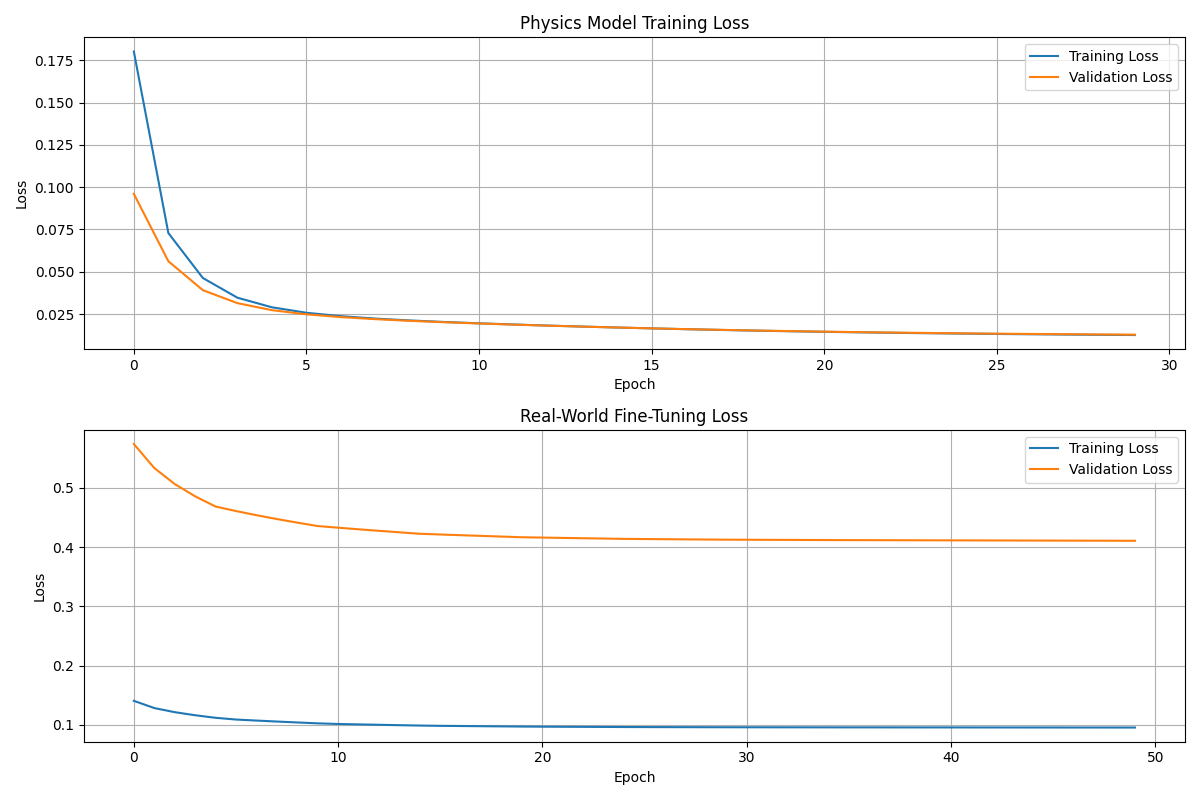 Physics Model Training Loss
Training Loss
Validation Loss
0.175
0.150
0.125
0.100
0.075
0.050
0.025
Loss
0 5 10 15 20 25 30
Epoch
Real-World Fine-Tuning Loss
Training Loss
Validation Loss
0.5
0.4
0.3
0.2
0.1
Loss
0 10 20 30 40 50
Epoch